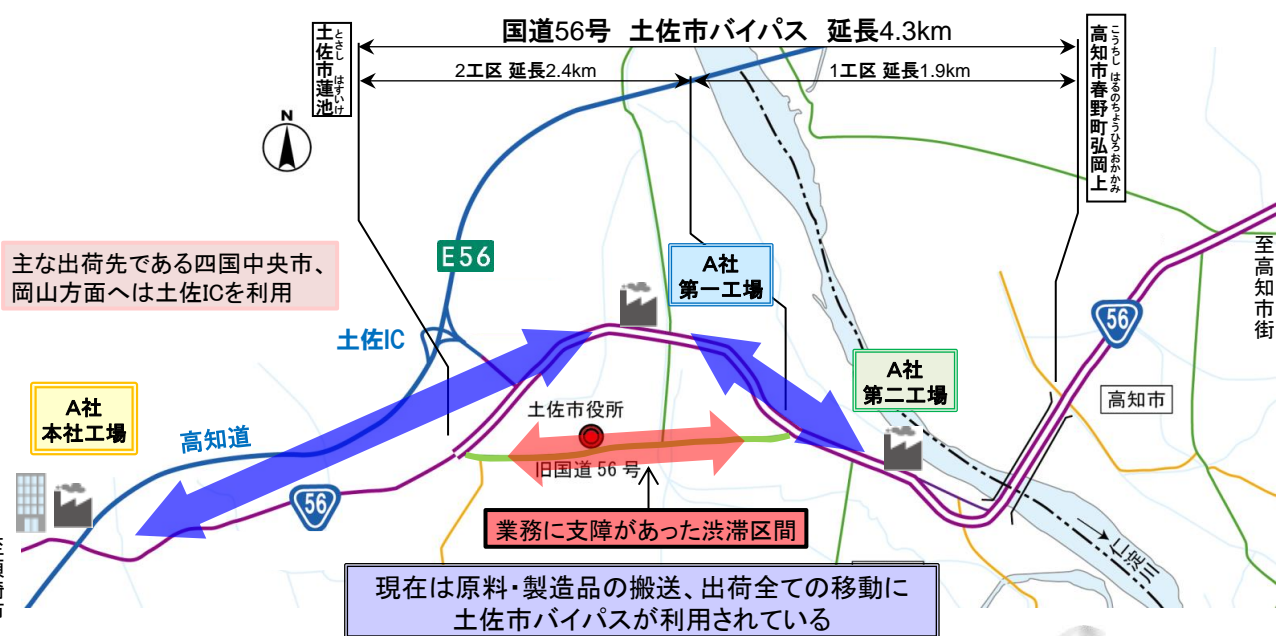 国道56号 土佐市バイパス 延長4.3km
2工区 延長2.4km
1工区 延長1.9km
土佐市蓮池
とさし はすいけ
高知市春野町弘岡上
こうちし はるのちょうひろおかかみ
N
主な出荷先である四国中央市、
岡山方面へは土佐ICを利用
E56
A社
第一工場
56
至高知市街
土佐IC
A社
第二工場
高知市
A社
本社工場
土佐市役所
高知道
旧国道56号
56
業務に支障があった渋滞区間
仁淀川
現在は原料・製造品の搬送、出荷全ての移動に
土佐市バイパスが利用されている